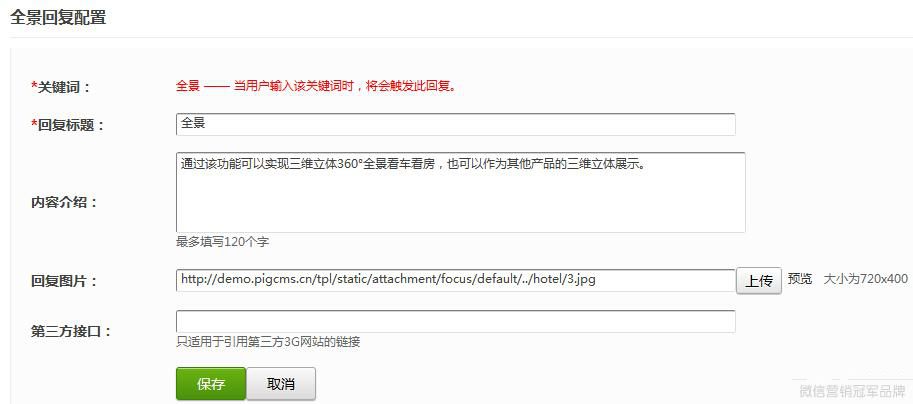 全景回复配置
*关键词： 全景 —— 当用户输入该关键词时，将会触发此回复。
*回复标题： 全景
通过该功能可以实现三维立体360°全景看车看房，也可以作为其他产品的三维立体展示。
内容介绍：
最多填写120个字
回复图片： http://demo.pigcms.cn/tpl/static/attachment/focus/default/../hotel/3.jpg 上传 预览 大小为720x400
第三方接口：
只适用于引用第三方3G网站的链接
保存 取消
微信营销冠军品牌